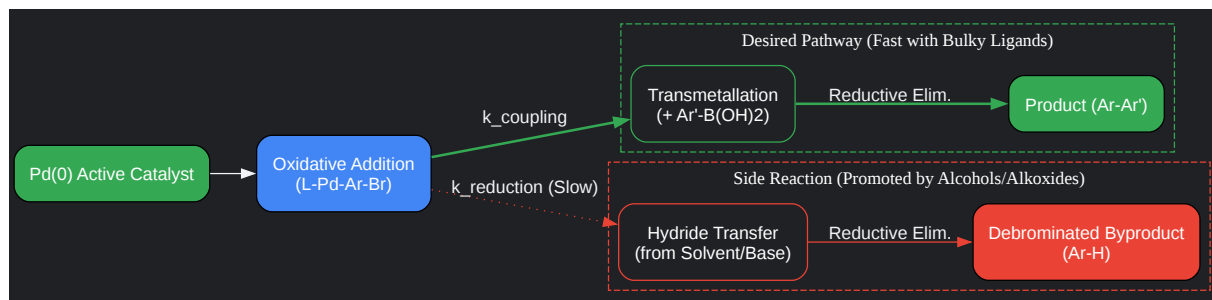 Desired Pathway (Fast with Bulky Ligands)
Transmetallation
(+ Ar'-B(OH)2)
Reductive Elim.
Product (Ar-Ar')
k_coupling
Pd(0) Active Catalyst
Oxidative Addition
(L-Pd-Ar-Br)
k_reduction (Slow)
Side Reaction (Promoted by Alcohols/Alkoxides)
Hydride Transfer
(from Solvent/Base)
Reductive Elim.
Debrominated Byproduct
(Ar-H)